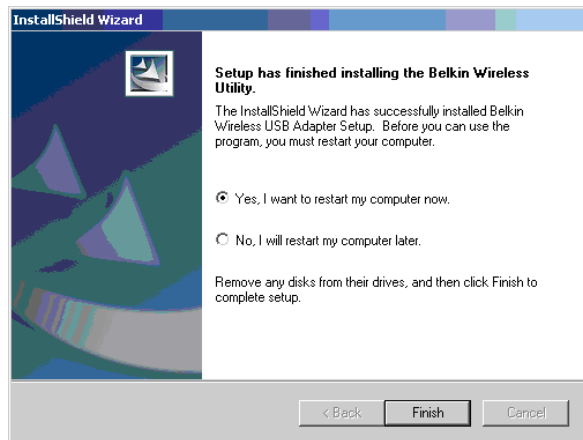 InstallShield Wizard
Setup has finished installing the Belkin Wireless
Utility.
The InstallShield Wizard has successfully installed Belkin
Wireless USB Adapter Setup. Before you can use the
program, you must restart your computer.
Yes, I want to restart my computer now.
No, I will restart my computer later.
Remove any disks from their drives, and then click Finish to
complete setup.
< Back Finish Cancel